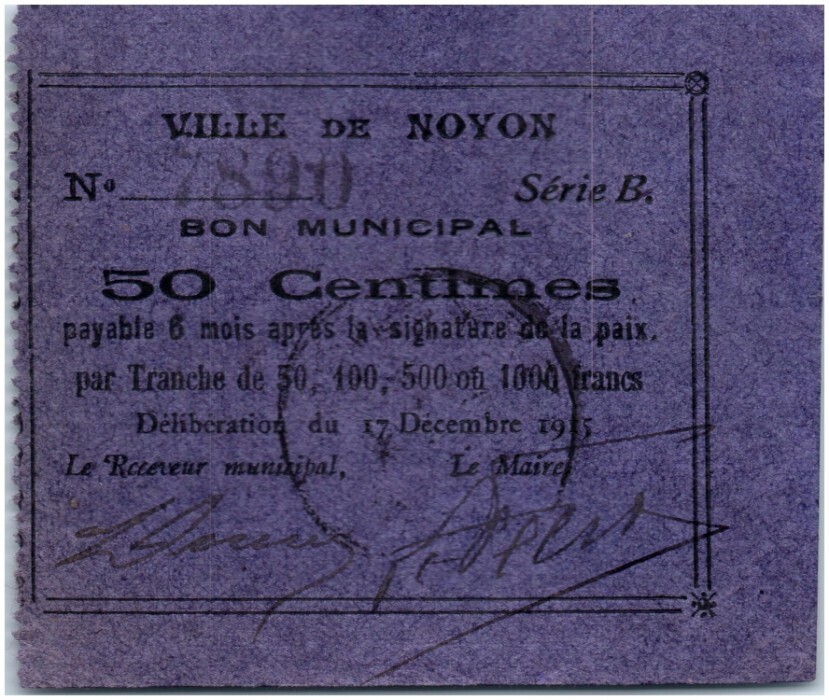 VILLE DE NOYON
Nº 7890 Série B.
BON MUNICIPAL
50 Centimes
payable 6 mois après la signature de la paix,
par Tranche de 50, 100, 500 ou 1000 francs
Délibération du 17 Décembre 1915
Le Receveur municipal, Le Maire,